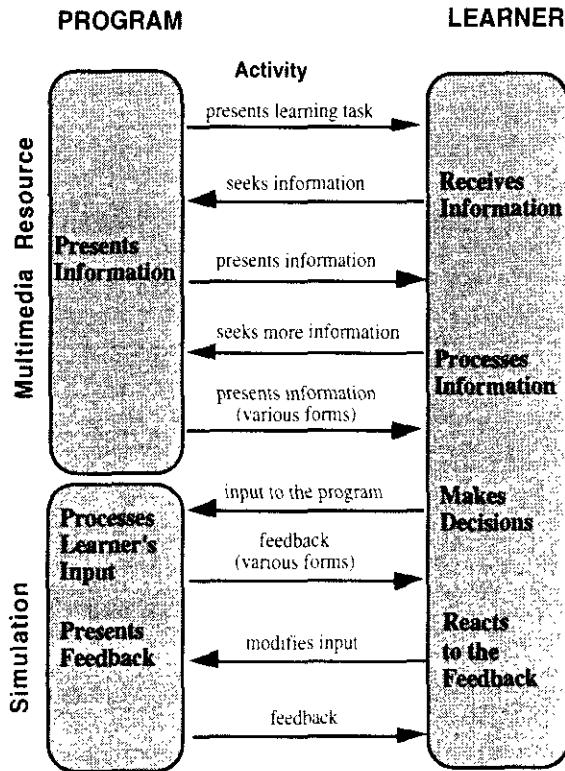 PROGRAM
LEARNER
Activity
Multimedia Resource
Simulation
presents learning task
seeks information
Receives
Information
Presents
Information
presents information
seeks more information
Processes
Information
presents information
(various forms)
input to the program
Makes
Decisions
Processes
Learner's
Input
feedback
(various forms)
Presents
Feedback
modifies input
Reacts
to the
Feedback
feedback